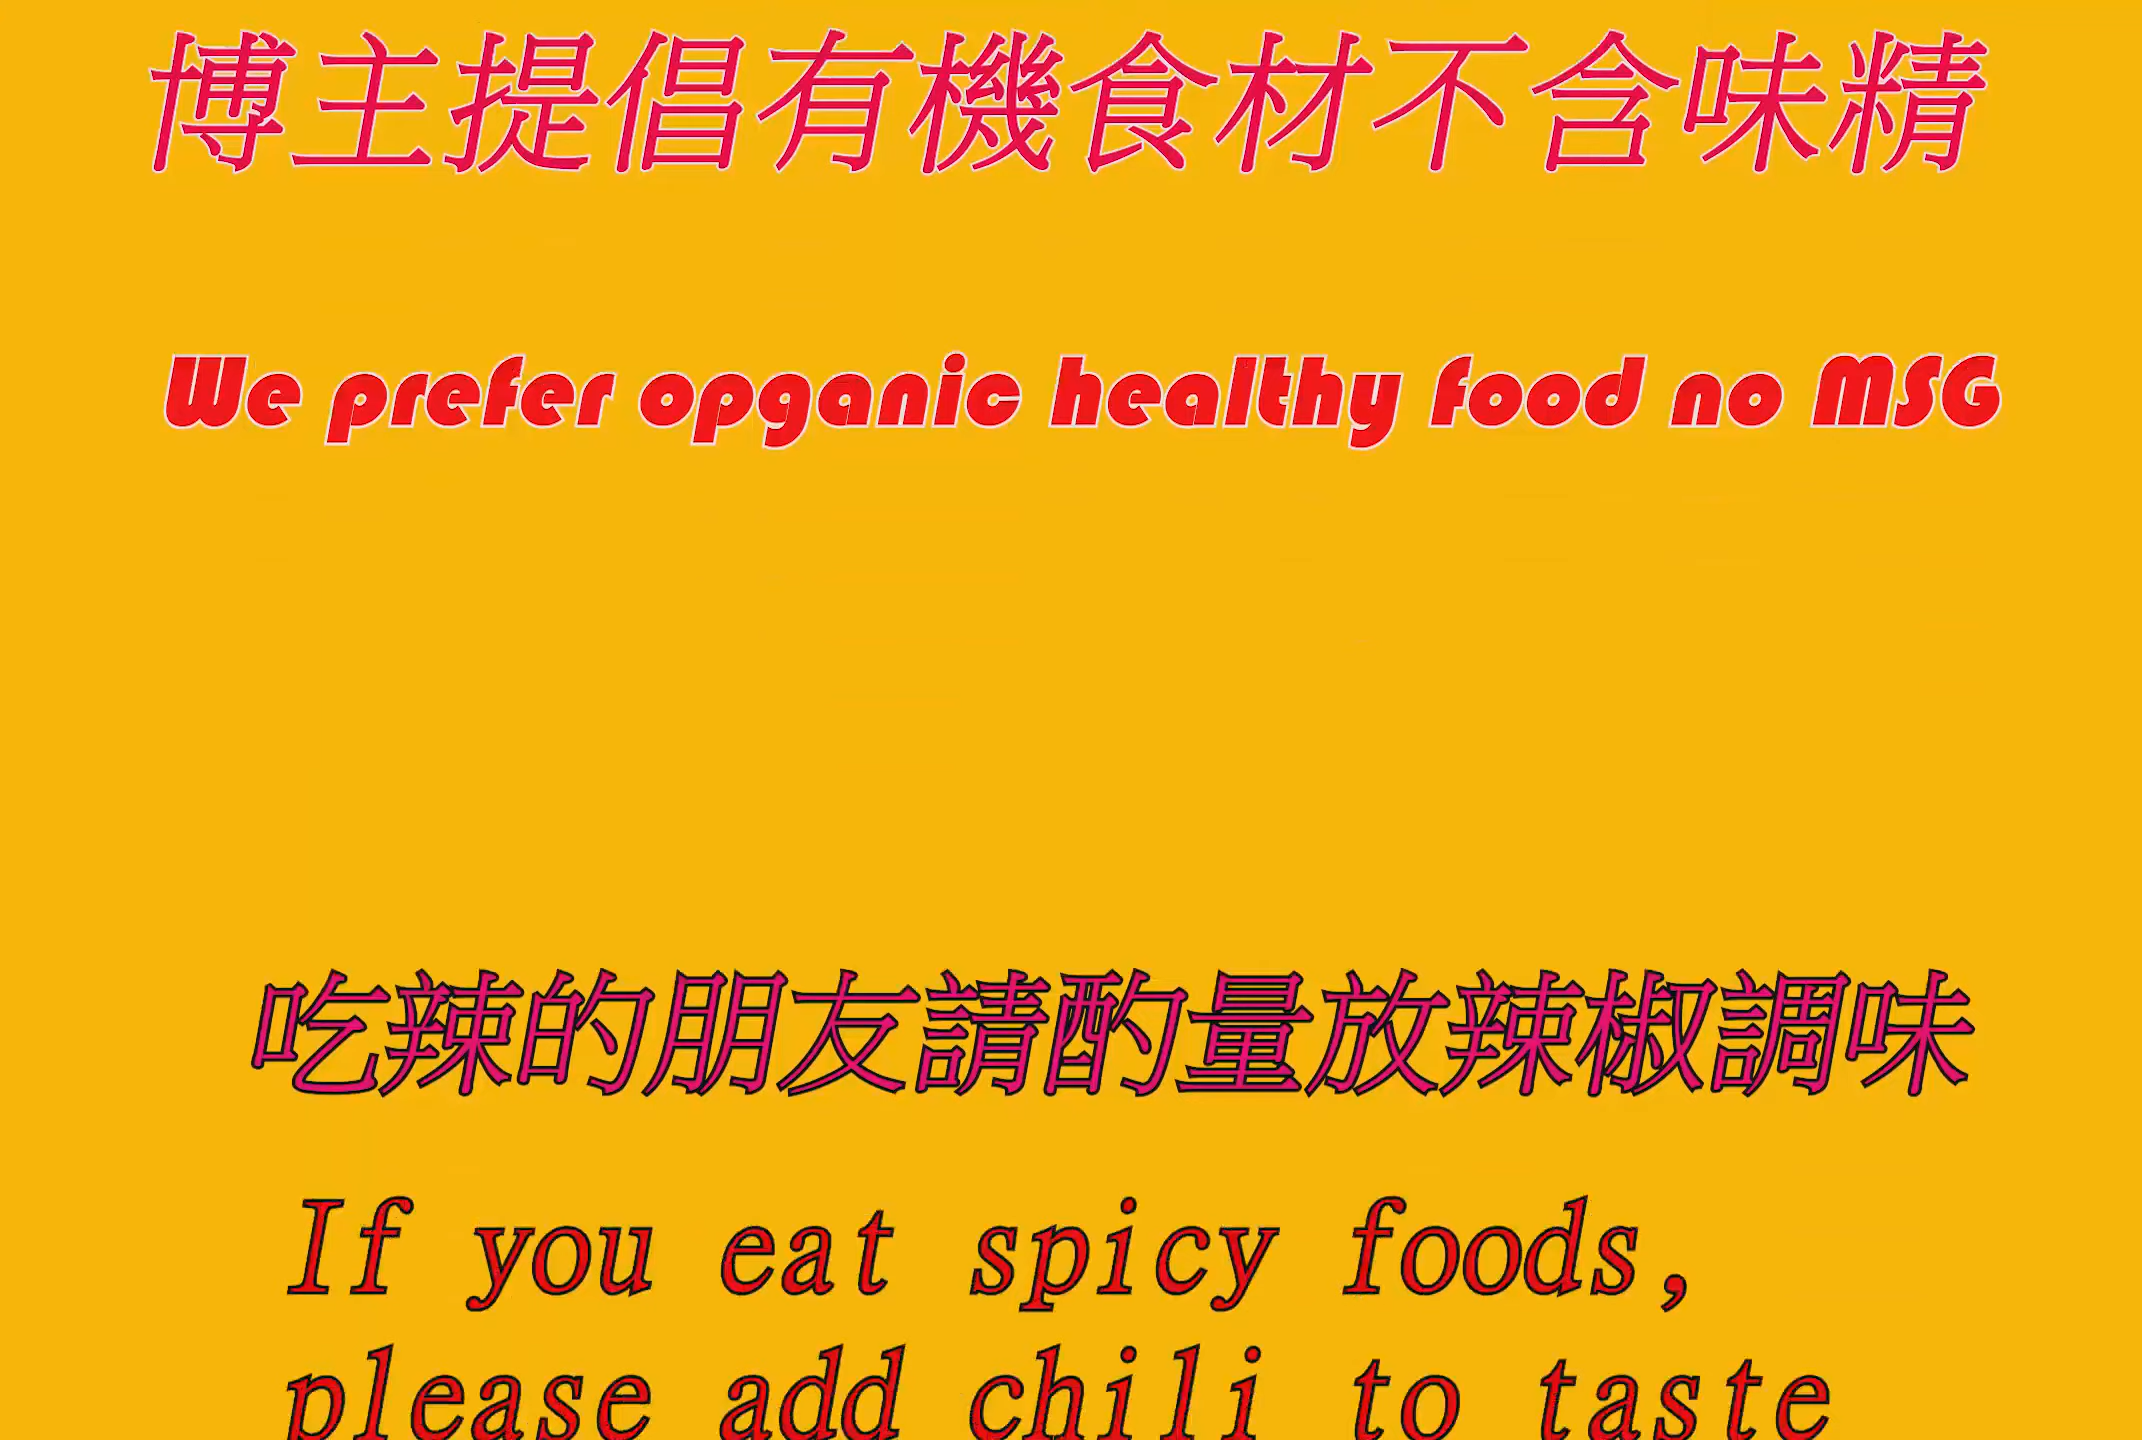 博主提倡有機食材不含味精
We prefer opganic healthy food no MSG
吃辣的朋友請酌量放辣椒調味
If you eat spicy foods,
please add chili to taste